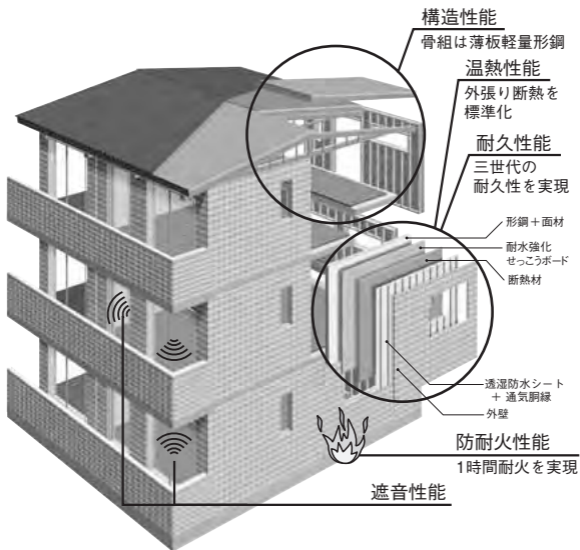 構造性能
骨組は薄板軽量形鋼
温熱性能
外張り断熱を
標準化
耐久性能
三世代の
耐久性を実現
形鋼＋面材
耐水強化
せっこうボード
断熱材
透湿防水シート
＋ 通気胴縁
外壁
防耐火性能
1時間耐火を実現
遮音性能